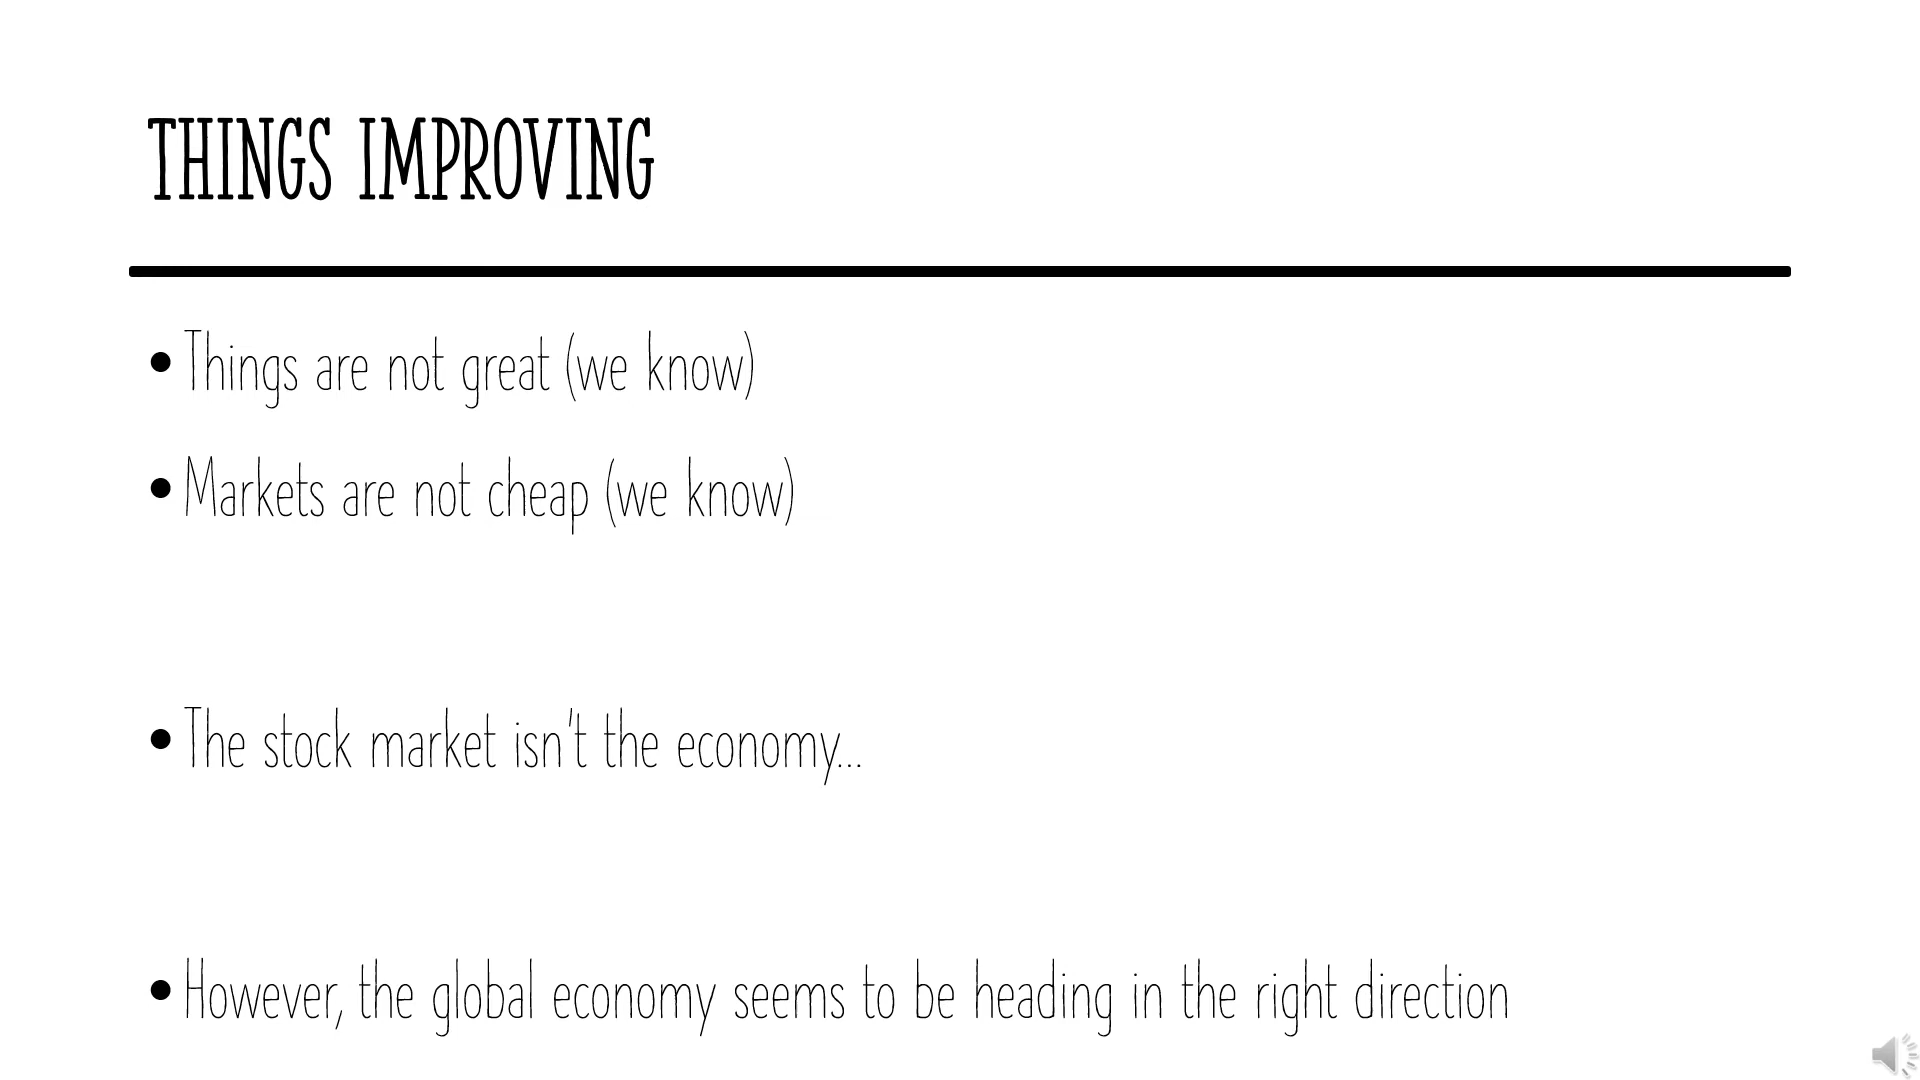 THINGS IMPROVING
• Things are not great (we know)
• Markets are not cheap (we know)
• The stock market isn't the economy...
• However, the global economy seems to be heading in the right direction